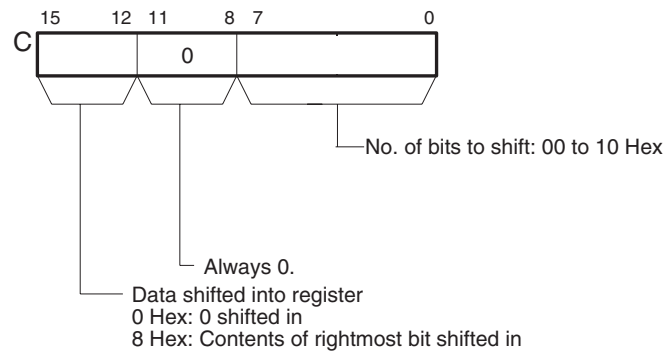 15 12 11 8 7 0
C
0
No. of bits to shift: 00 to 10 Hex
Always 0.
Data shifted into register
0 Hex: 0 shifted in
8 Hex: Contents of rightmost bit shifted in